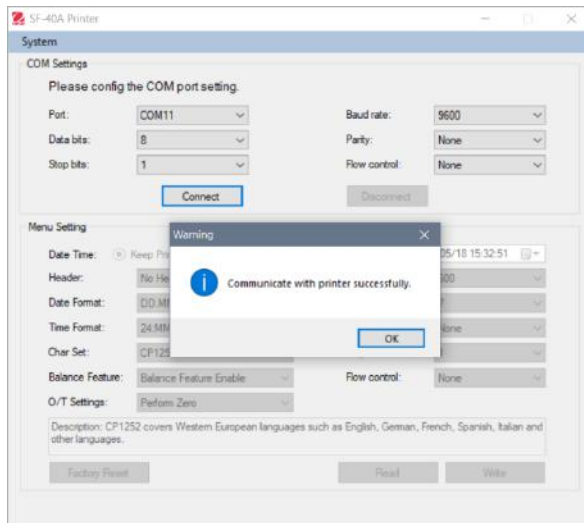 SF-40A Printer
System
COM Settings
Please config the COM port setting.
Port: COM11 Baud rate: 9600
Data bits: 8 Parity: None
Stop bits: 1 Flow control: None
Connect Disconnect
Menu Setting
Warning
Date Time: Keep 05/18 15:32:51
Header: No
Communicate with printer successfully.
Date Format:
Time Format: None
OK
Char Set:
Balance Feature: Balance Feature Enable Flow control: None
O/T Settings: Perform Zero
Description: CP1252 covers Western European languages such as English, German, French, Spanish, Italian and
other languages.
Factory Reset Read Write